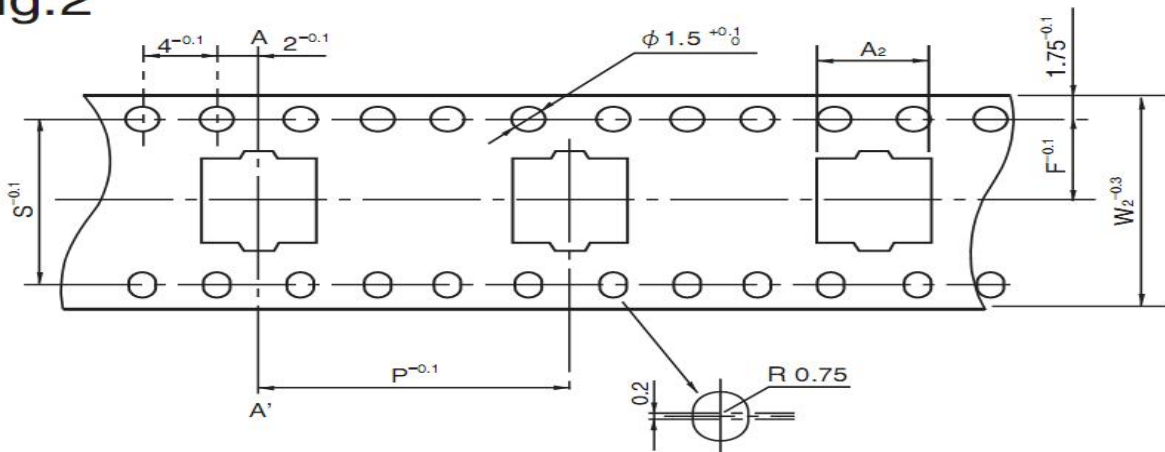 ig.2
4⁻⁰·¹
A
2⁻⁰·¹
ϕ 1.5 +0.1 0
A₂
1.75⁻⁰·¹
S⁻⁰·¹
F⁻⁰·¹
W₂⁻⁰·³
P⁻⁰·¹
A'
0.2
R 0.75